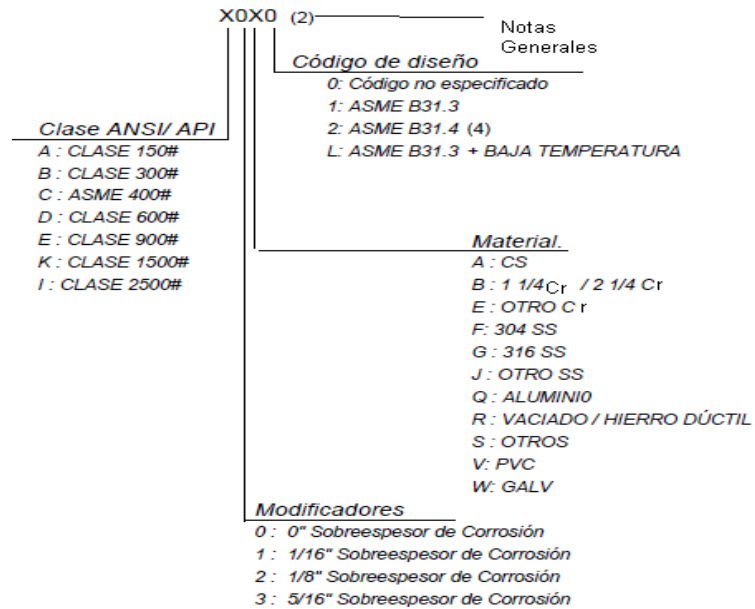 X0X0 (2)
Notas
Generales
Código de diseño
0: Código no especificado
1: ASME B31.3
2: ASME B31.4 (4)
L: ASME B31.3 + BAJA TEMPERATURA
Clase ANSI/ API
A : CLASE 150#
B : CLASE 300#
C : ASME 400#
D : CLASE 600#
E : CLASE 900#
K : CLASE 1500#
I : CLASE 2500#
Material.
A : CS
B : 1 1/4Cr / 2 1/4 Cr
E : OTRO Cr
F: 304 SS
G : 316 SS
J : OTRO SS
Q : ALUMINI0
R : VACIADO / HIERRO DÚCTIL
S : OTROS
V: PVC
W: GALV
Modificadores
0 : 0" Sobreespesor de Corrosión
1 : 1/16" Sobreespesor de Corrosión
2 : 1/8" Sobreespesor de Corrosión
3 : 5/16" Sobreespesor de Corrosión